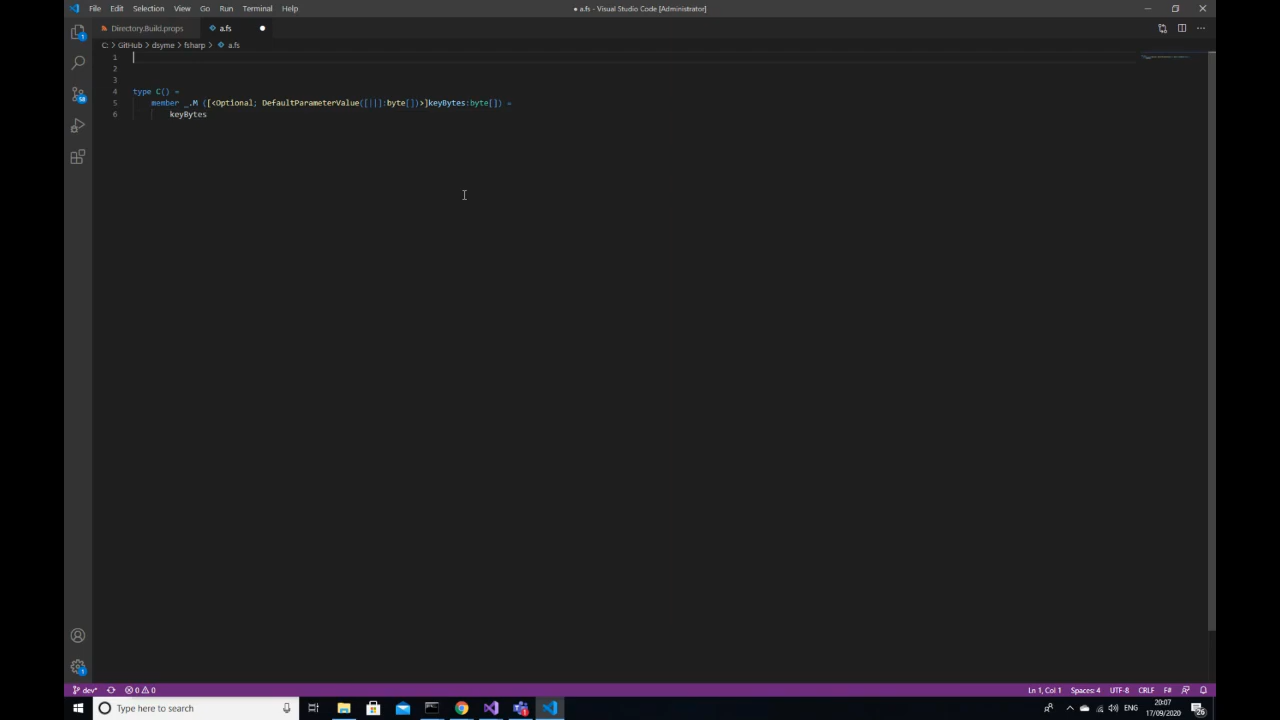 File Edit Selection View Go Run Terminal Help
● a.fs - Visual Studio Code [Administrator]
Directory.Build.props
a.fs
C: > GitHub > dsyme > fsharp > a.fs
1
2
3
4 type C() =
5 member _.M ([<Optional; DefaultParameterValue([||]:byte[])>]keyBytes:byte[]) =
6 keyBytes
dev*
0 0
Ln 1, Col 1
Spaces: 4
UTF-8
CRLF
F#
Type here to search
ENG
20:07
17/09/2020